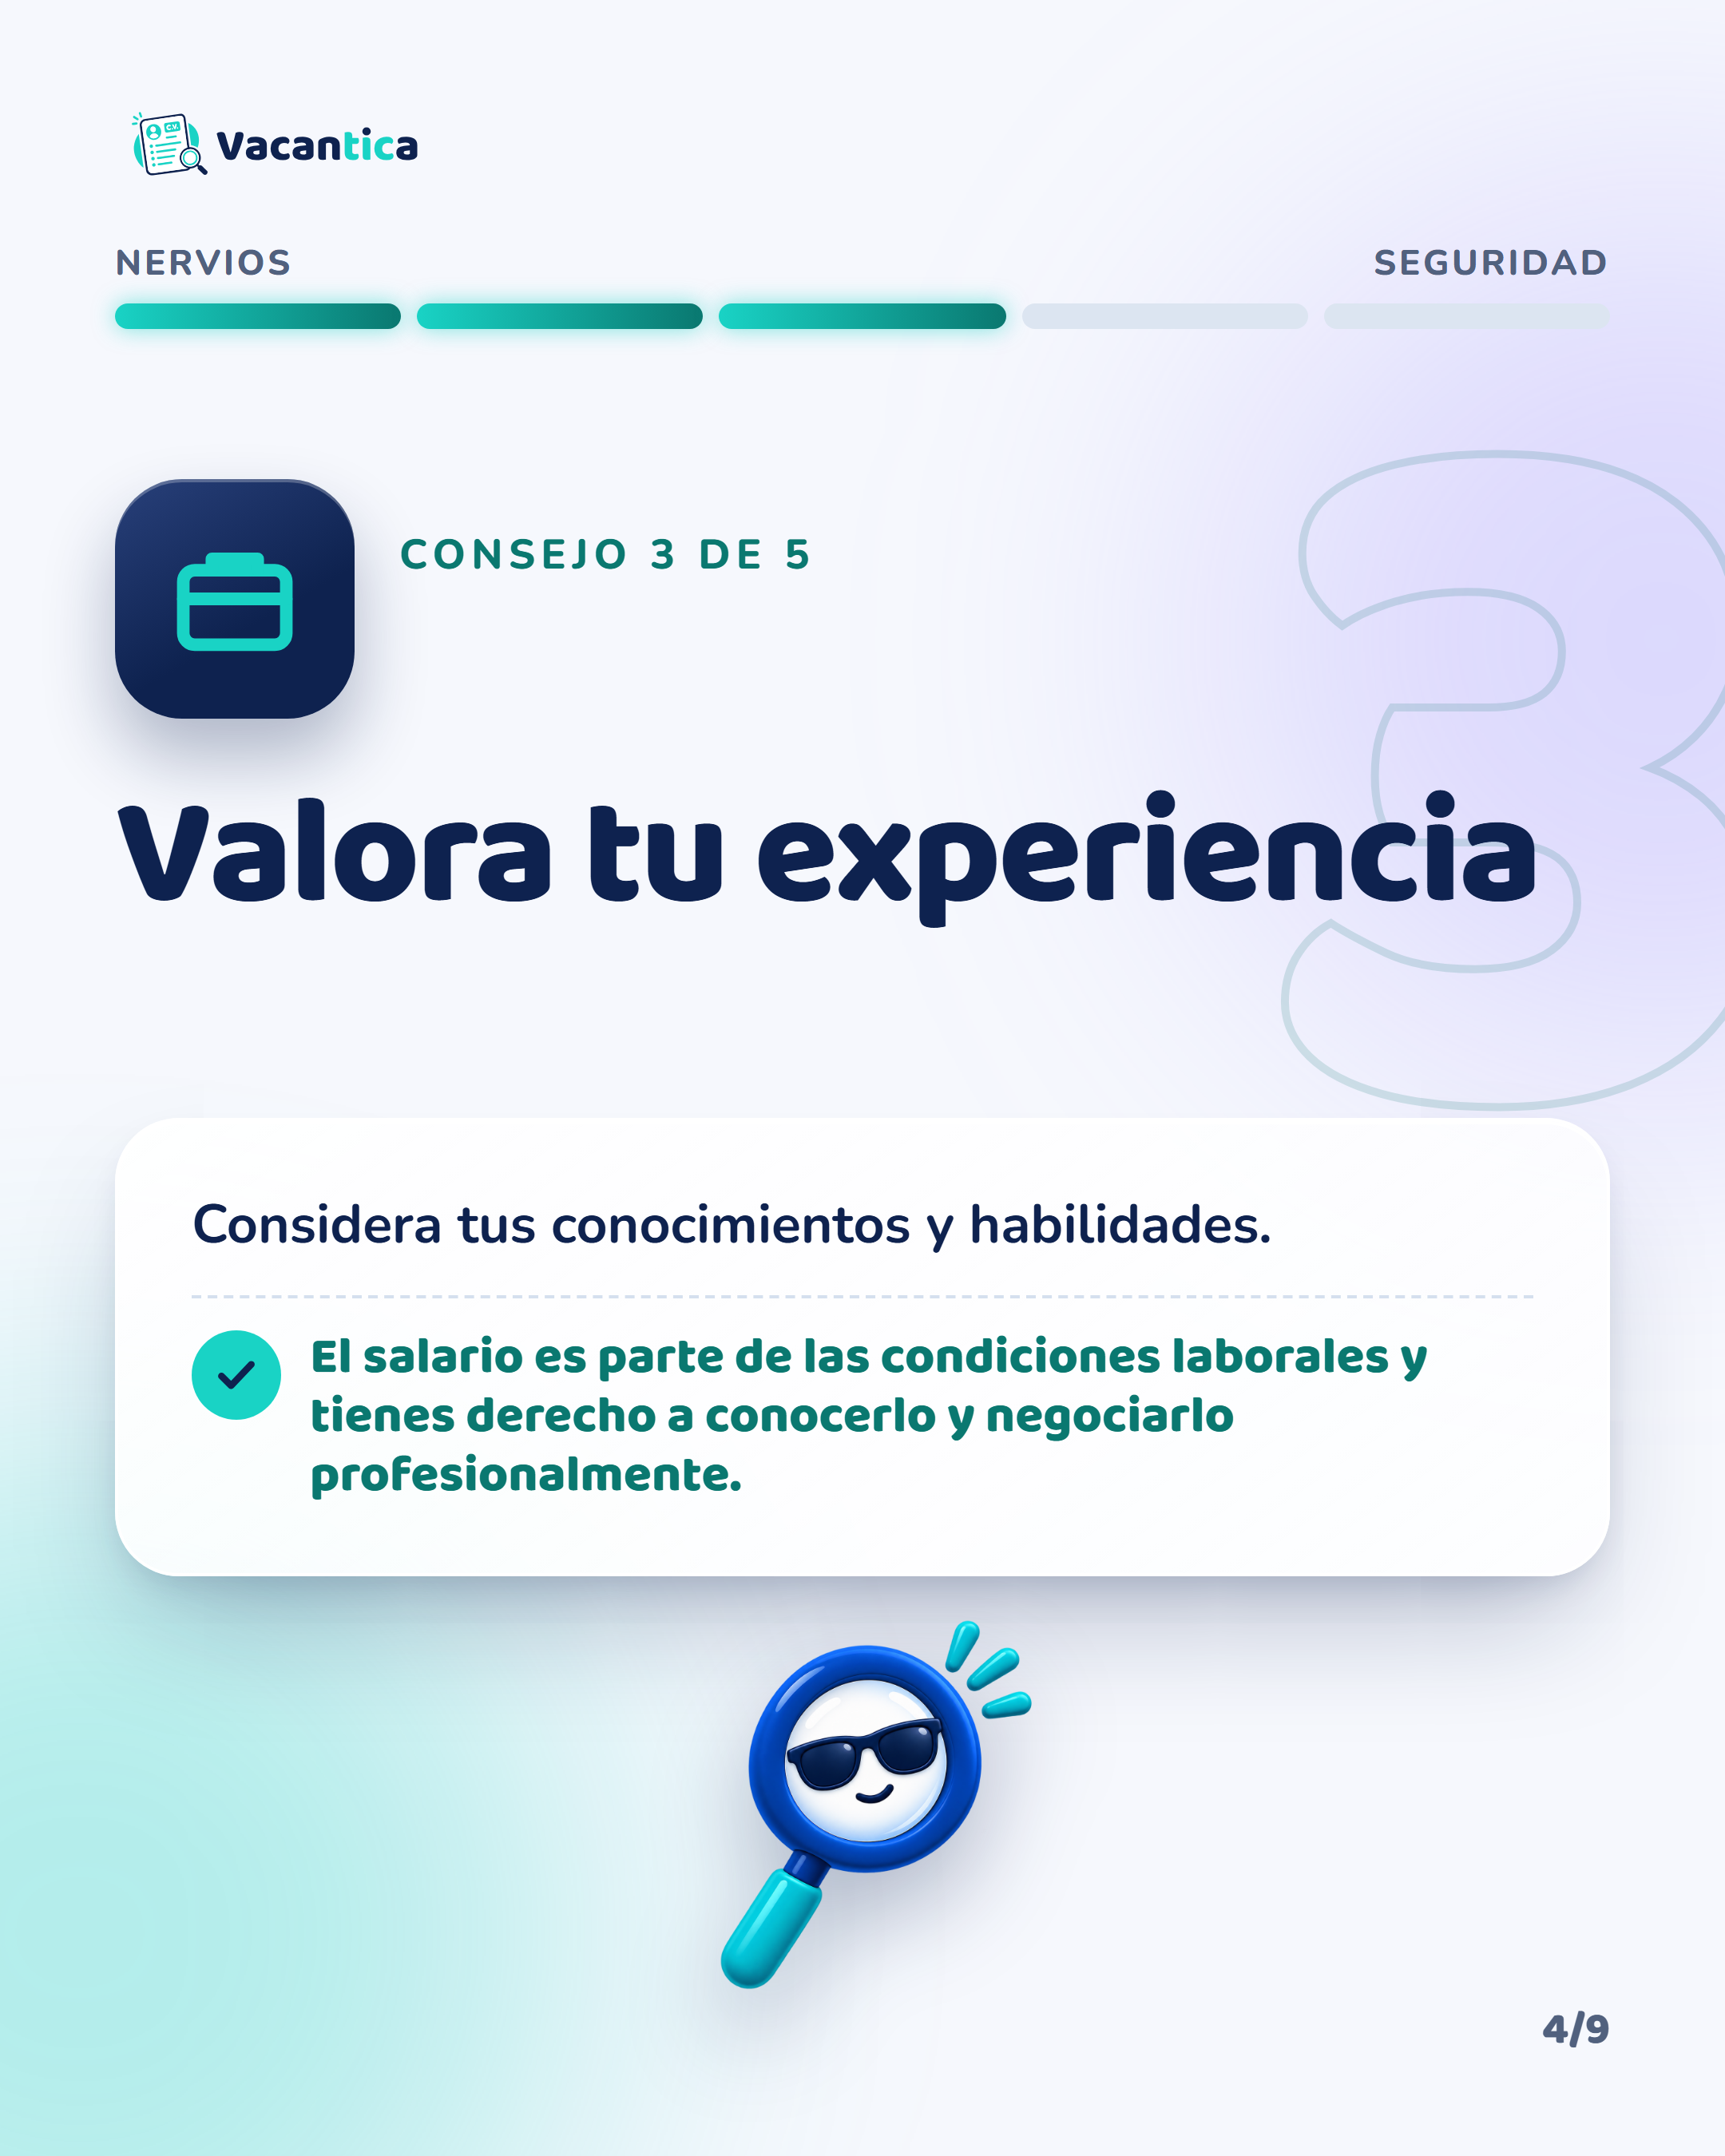 C.V.
Vacantica
NERVIOS
SEGURIDAD
CONSEJO 3 DE 5
3
Valora tu experiencia
Considera tus conocimientos y habilidades.
El salario es parte de las condiciones laborales y
tienes derecho a conocerlo y negociarlo
profesionalmente.
4/9